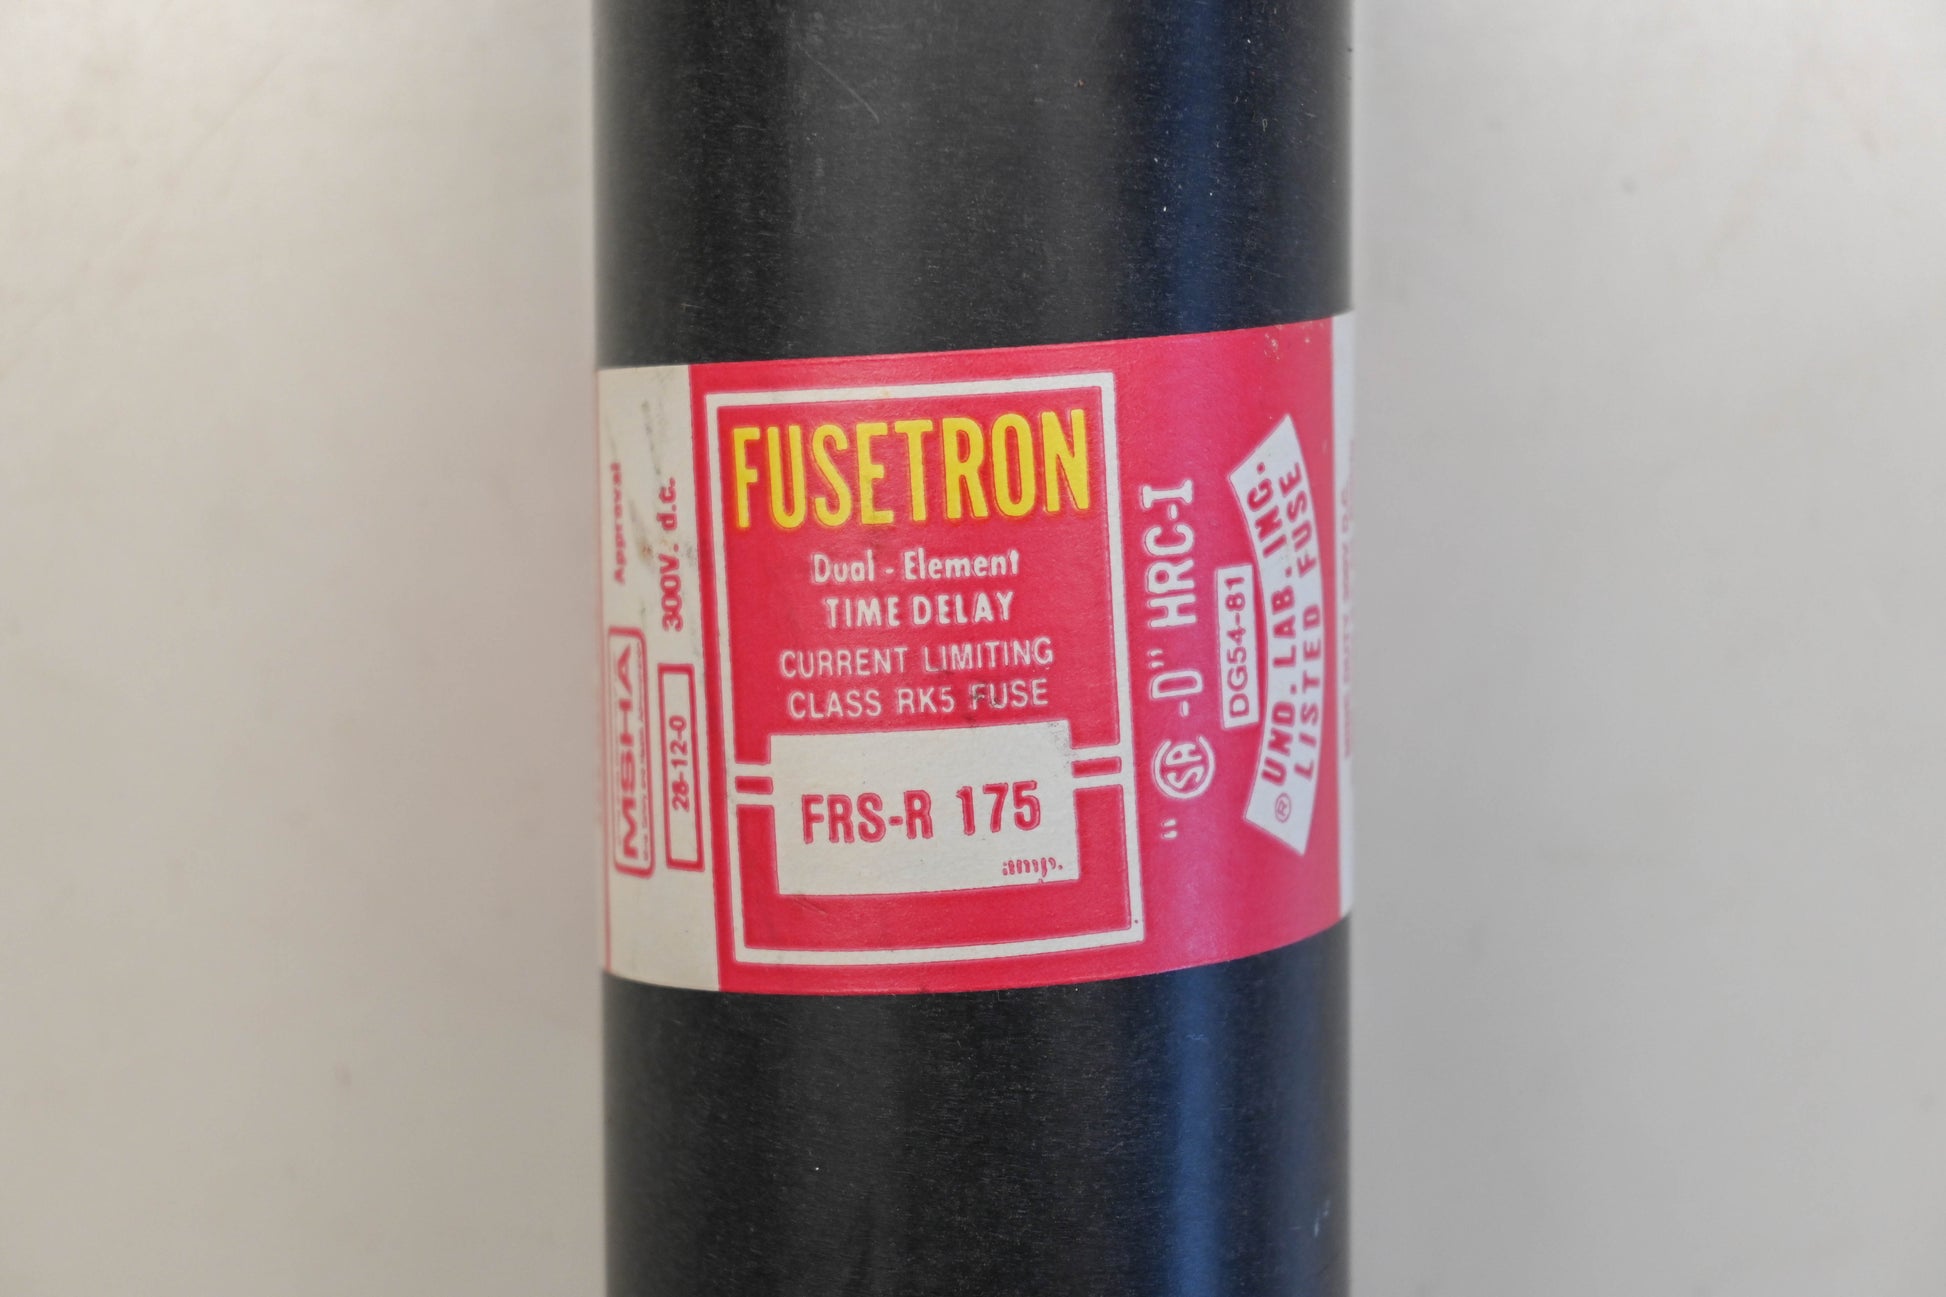 Approval
MSHA
300V. d.c.
28-12-0
FUSETRON
Dual - Element
TIME DELAY
CURRENT LIMITING
CLASS RK5 FUSE
FRS-R 175
amp.
" SA -D" HRC-I
DG54-81
® UND. LAB. INC.
LISTED FUSE